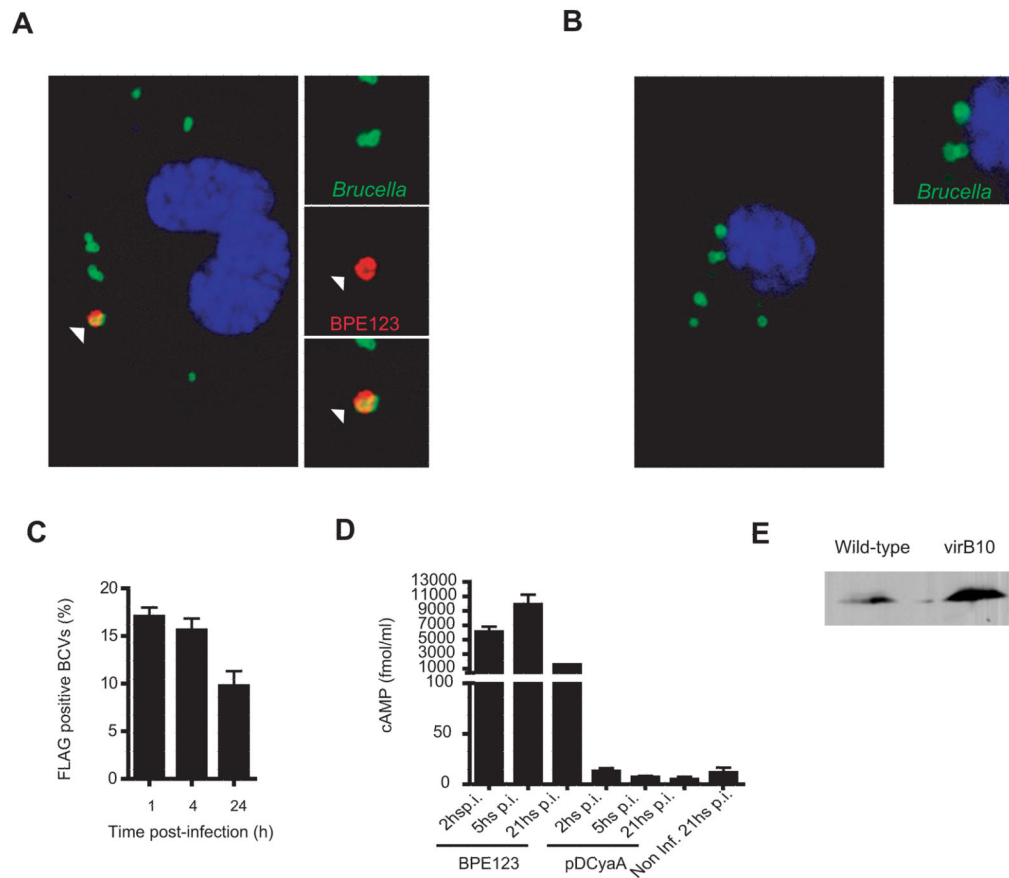 A
B
Brucella
BPE123
Brucella
C
FLAG positive BCVs (%)
20
15
10
5
0
1 4 24
Time post-infection (h)
D
cAMP (fmol/ml)
13000
11000
9000
7000
5000
3000
1000
100
50
0
2hsp.i.
5hs p.i.
21hs p.i.
2hs p.i.
5hs p.i.
21hs p.i.
Non Inf. 21hs p.i.
BPE123
pDCyaA
E
Wild-type virB10